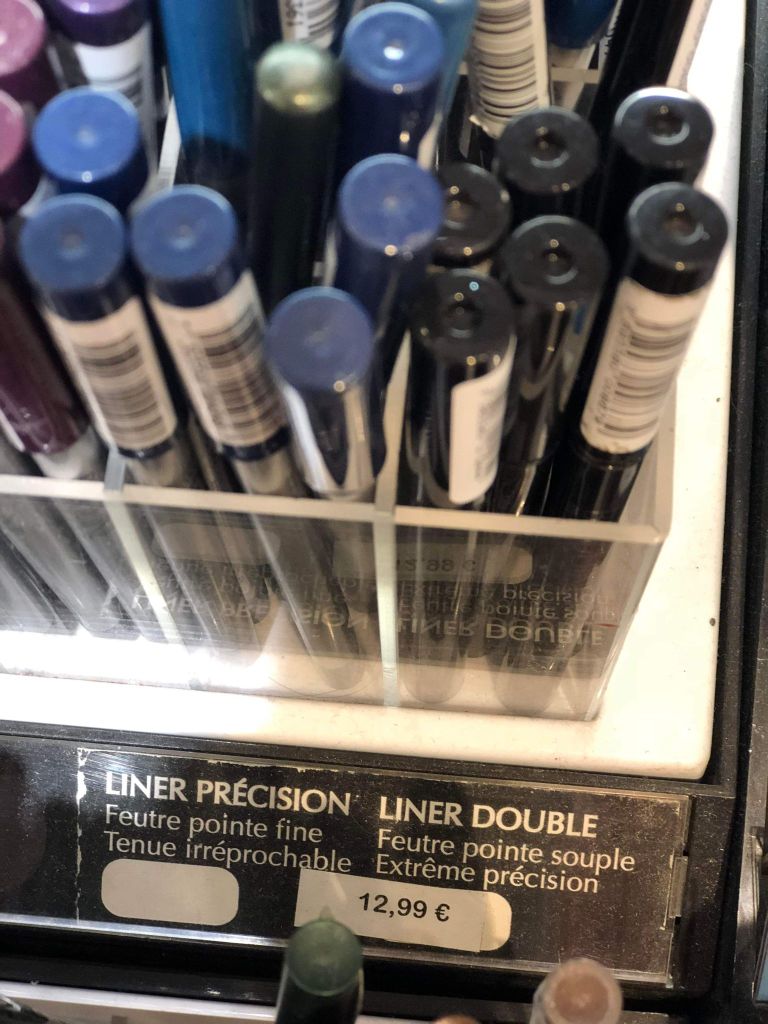 LINER PRÉCISION
Feutre pointe fine
Tenue irréprochable
LINER DOUBLE
Feutre pointe souple
Extrême précision
12,99 €